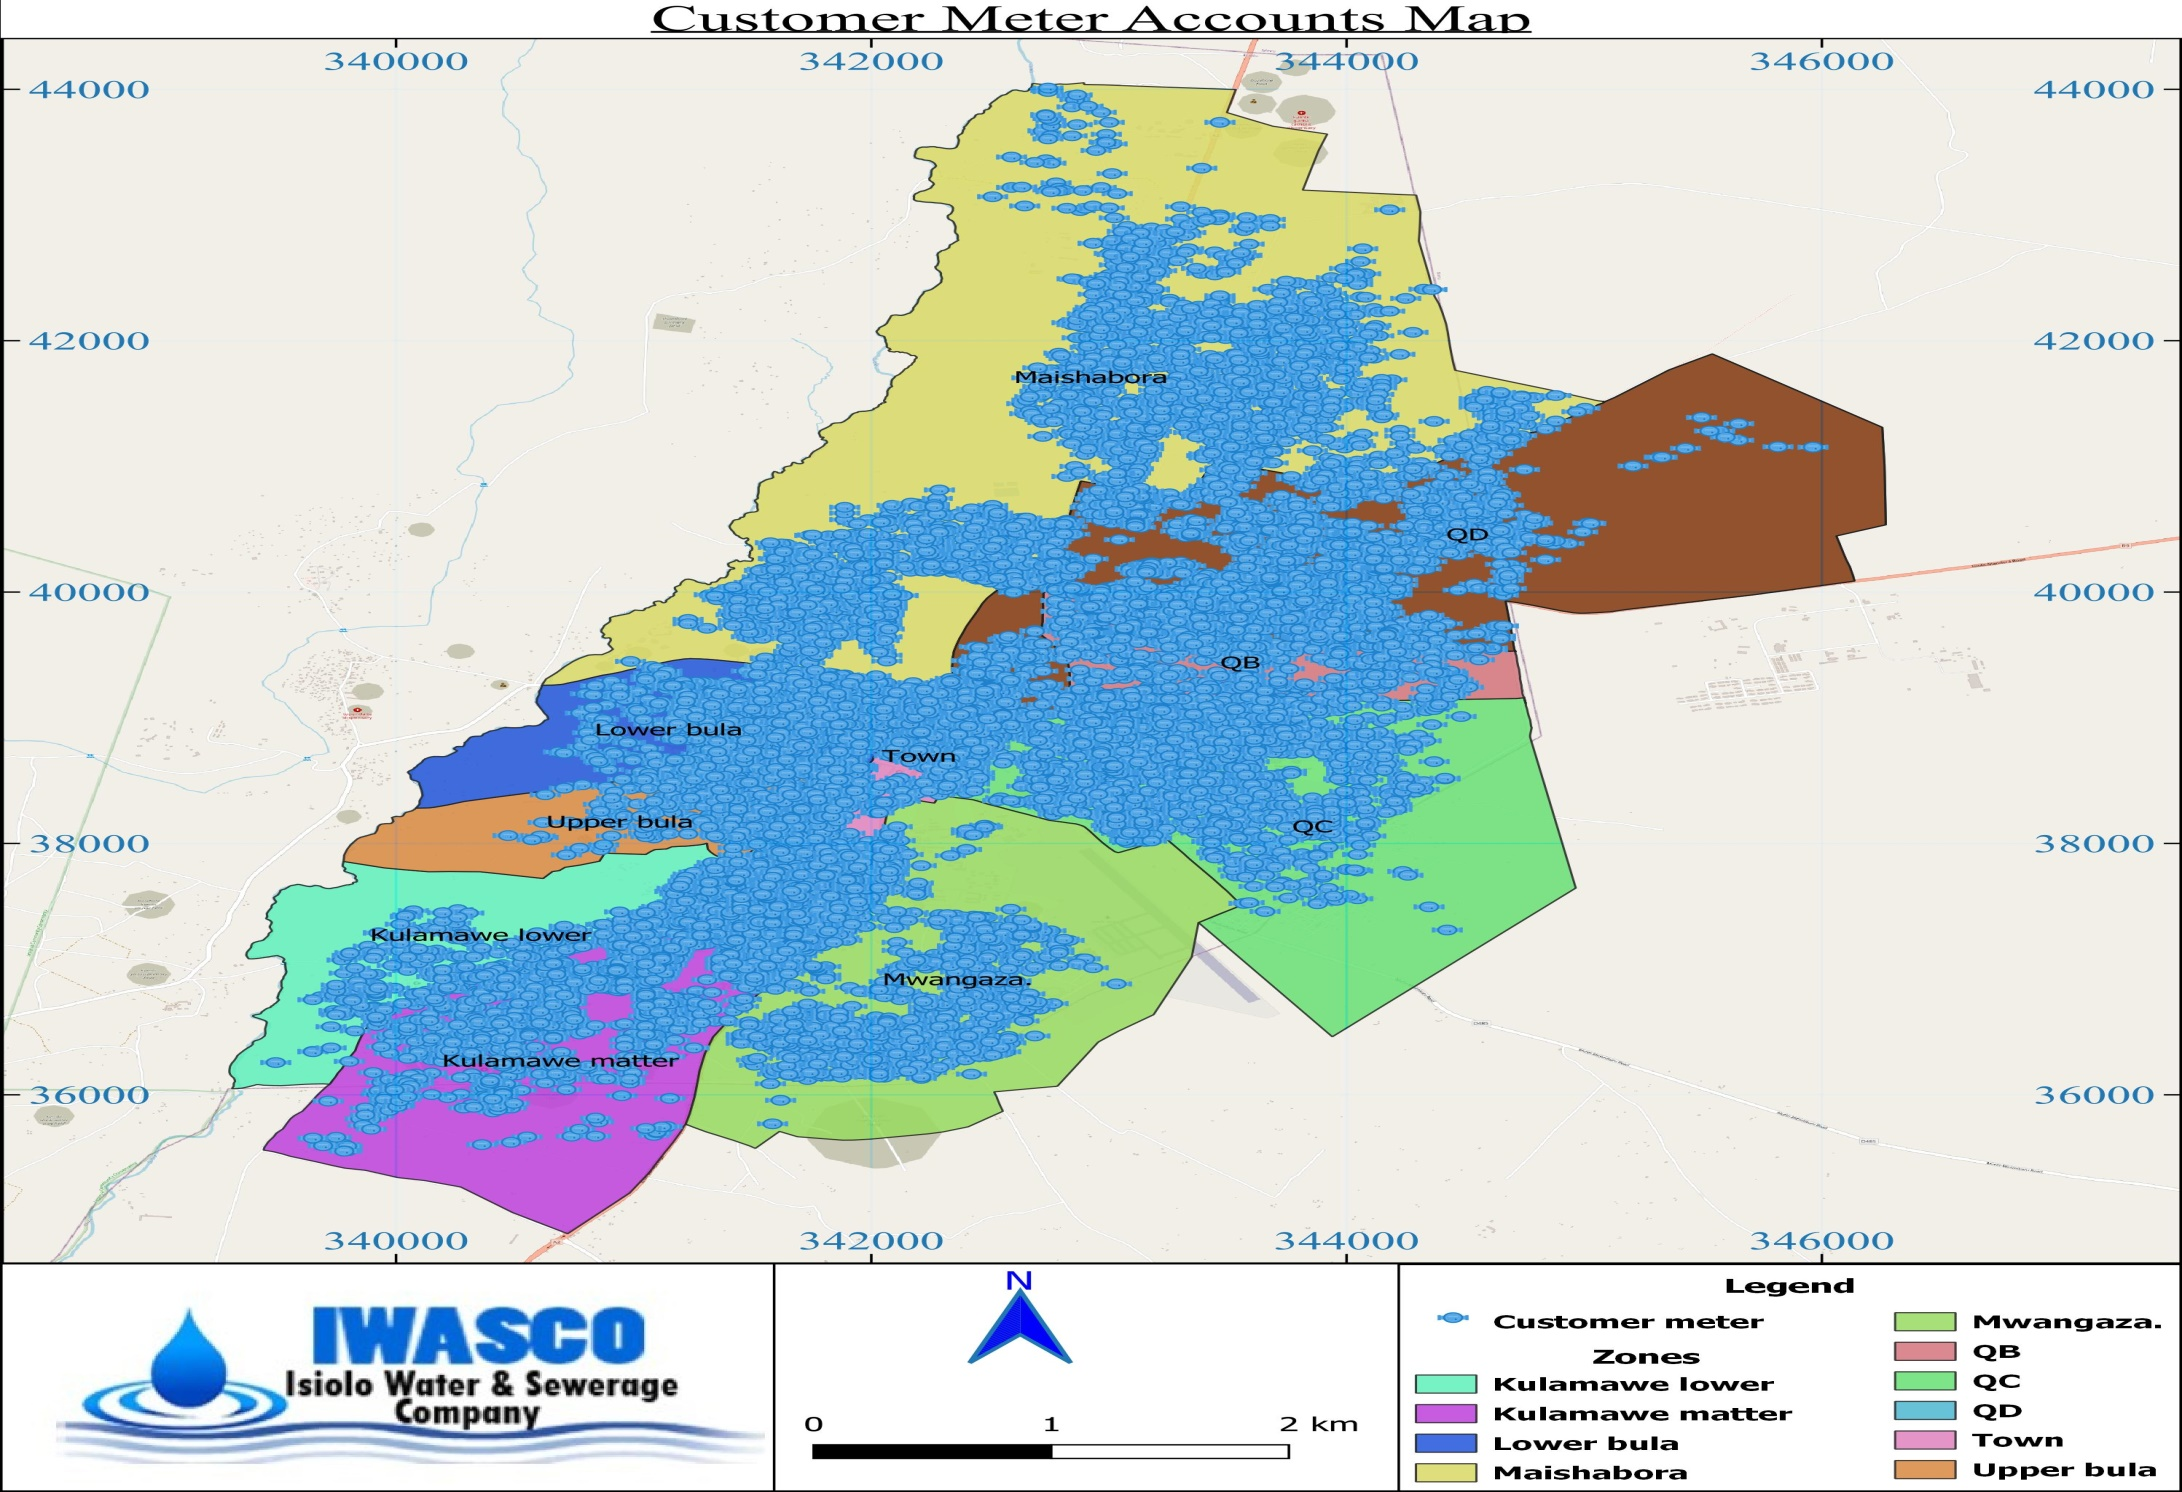 Customer Meter Accounts Map
340000 342000 344000 346000
44000 44000
42000 42000
Maishabora
QD
40000 40000
QB
Lower bula
Town
Upper bula
QC
38000 38000
Kulamawe lower
Mwangaza.
Kulamawe matter
36000 36000
340000 342000 344000 346000
IWASCO
Isiolo Water & Sewerage
Company
N
0 1 2 km
Legend
Customer meter
Zones
Kulamawe lower
Kulamawe matter
Lower bula
Maishabora
Mwangaza.
QB
QC
QD
Town
Upper bula